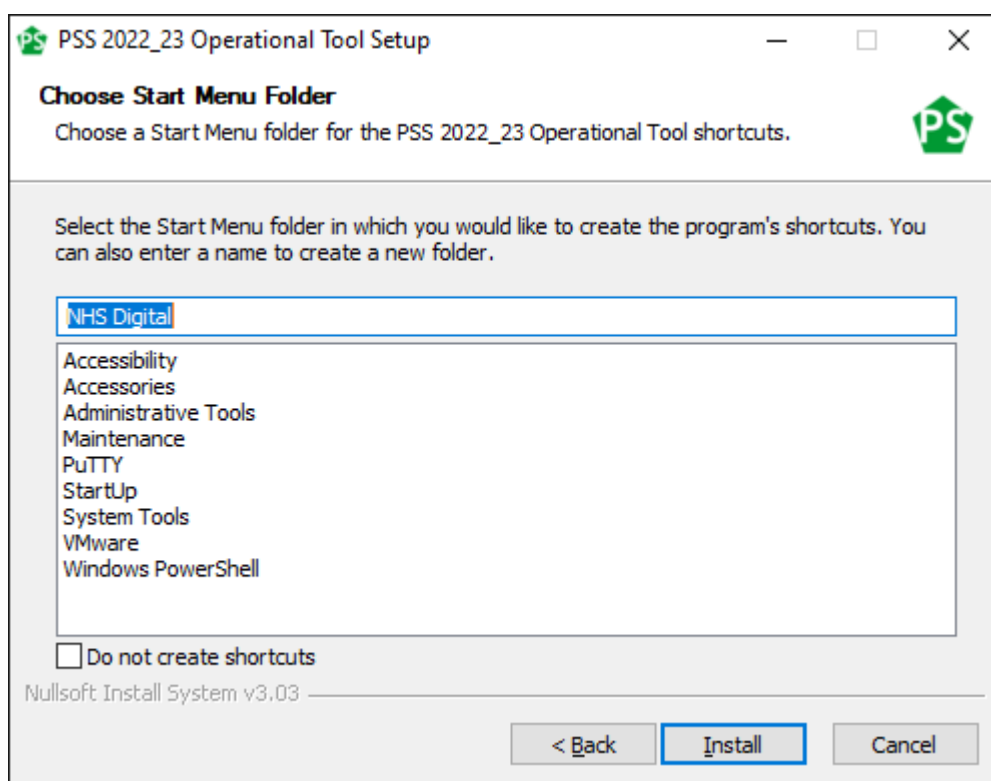 PS PSS 2022_23 Operational Tool Setup
Choose Start Menu Folder
Choose a Start Menu folder for the PSS 2022_23 Operational Tool shortcuts.
PS
Select the Start Menu folder in which you would like to create the program's shortcuts. You
can also enter a name to create a new folder.
NHS Digital
Accessibility
Accessories
Administrative Tools
Maintenance
PuTTY
StartUp
System Tools
VMware
Windows PowerShell
Do not create shortcuts
Nullsoft Install System v3.03
< Back Install Cancel